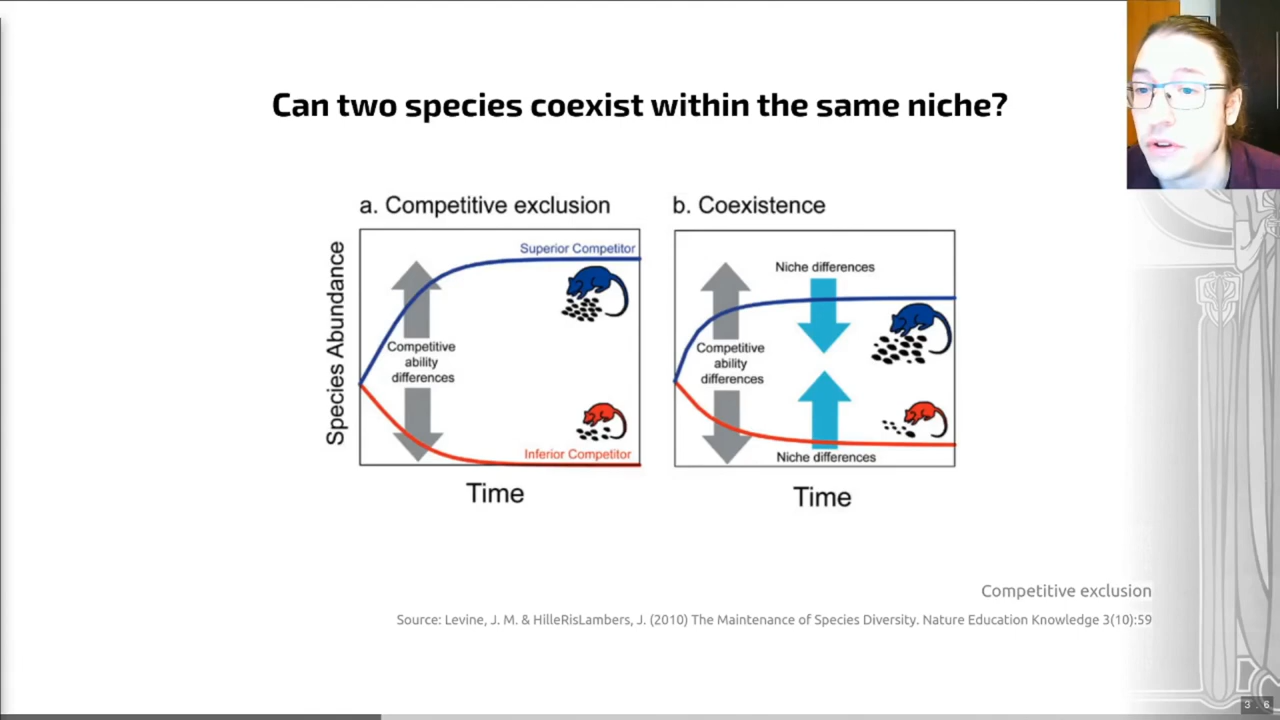 Can two species coexist within the same niche?
a. Competitive exclusion
b. Coexistence
Species Abundance
Superior Competitor
Competitive
ability
differences
Inferior Competitor
Time
Niche differences
Competitive
ability
differences
Niche differences
Time
Competitive exclusion
Source: Levine, J. M. & HilleRisLambers, J. (2010) The Maintenance of Species Diversity. Nature Education Knowledge 3(10):59
3 . 6